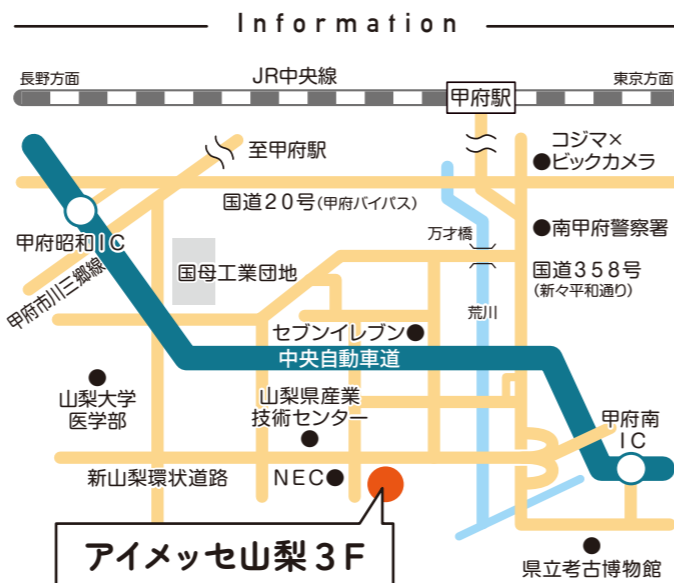 Information
長野方面
JR中央線
東京方面
甲府駅
至甲府駅
コジマ×
ビックカメラ
国道20号(甲府バイパス)
甲府昭和IC
万才橋
南甲府警察署
国母工業団地
国道358号
(新々平和通り)
甲府市川三郷線
荒川
セブンイレブン
中央自動車道
山梨大学
医学部
山梨県産業
技術センター
甲府南
IC
新山梨環状道路
NEC
アイメッセ山梨3F
県立考古博物館